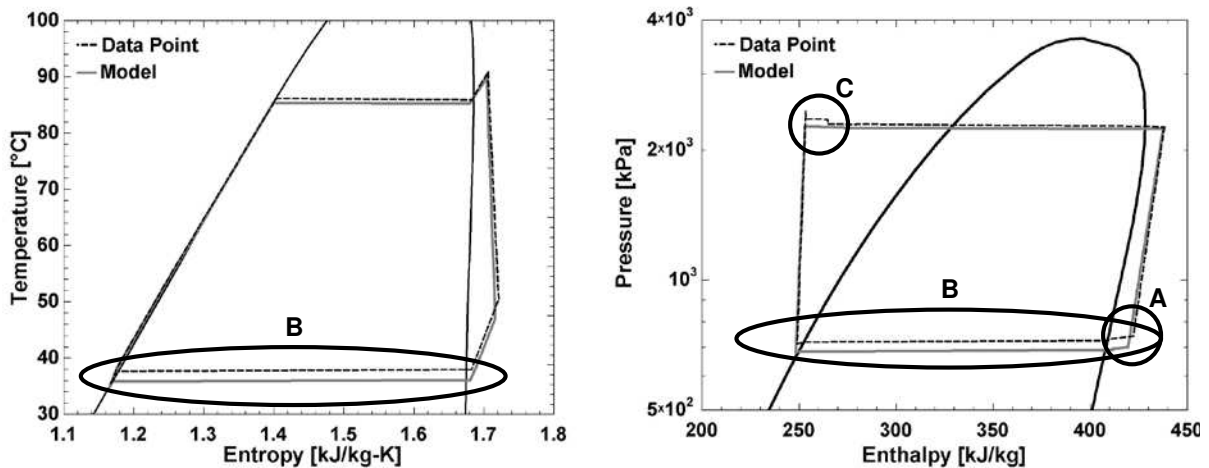 100
90
80
70
60
50
40
30
Temperature [°C]
Data Point
Model
B
1.1 1.2 1.3 1.4 1.5 1.6 1.7 1.8
Entropy [kJ/kg-K]
4×10³
2×10³
10³
5×10²
Pressure [kPa]
Data Point
Model
C
B
A
200 250 300 350 400 450
Enthalpy [kJ/kg]